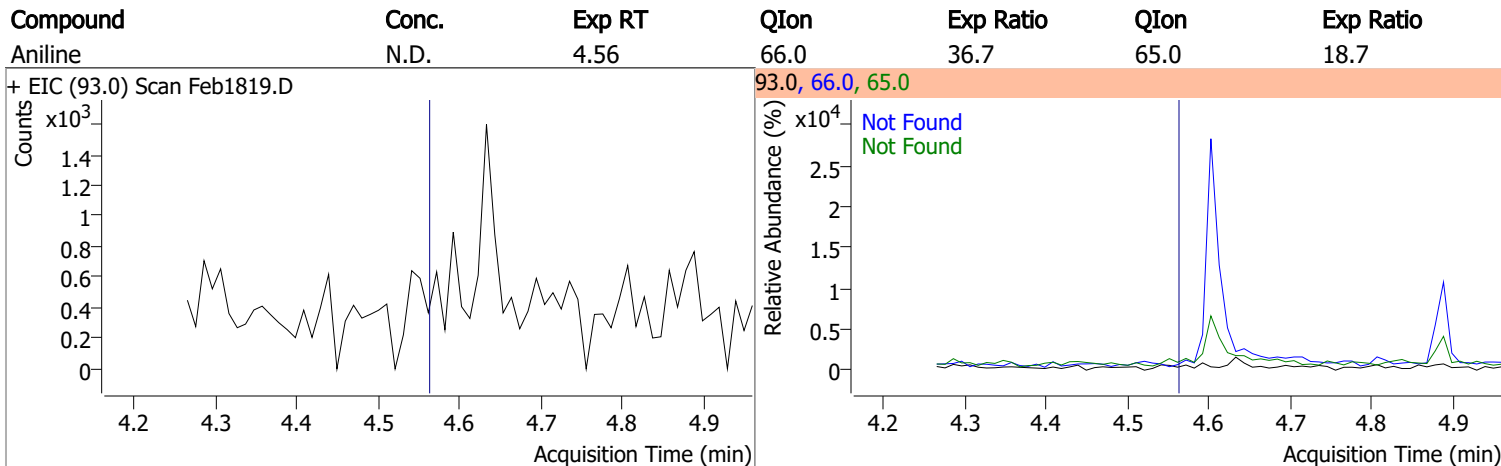 Compound Conc. Exp RT QIon Exp Ratio QIon Exp Ratio
Aniline N.D. 4.56 66.0 36.7 65.0 18.7
+ EIC (93.0) Scan Feb1819.D
Counts
x10³
1.4
1.2
1
0.8
0.6
0.4
0.2
0
4.2 4.3 4.4 4.5 4.6 4.7 4.8 4.9
Acquisition Time (min)
93.0, 66.0, 65.0
Relative Abundance (%)
x10⁴
Not Found
Not Found
2.5
2
1.5
1
0.5
0
4.2 4.3 4.4 4.5 4.6 4.7 4.8 4.9
Acquisition Time (min)